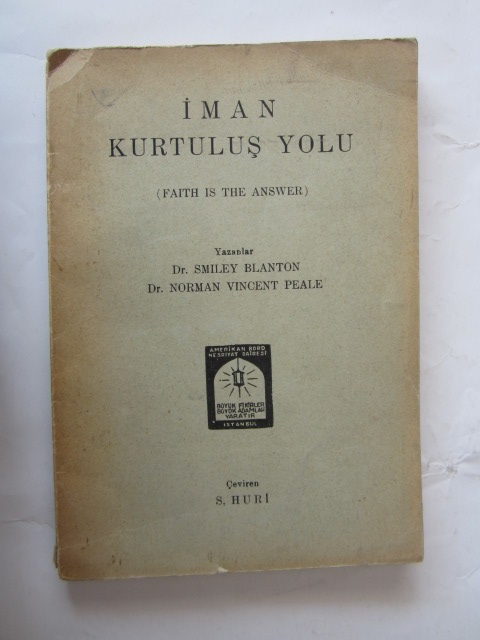 İMAN
KURTULUŞ YOLU
(FAITH IS THE ANSWER)
Yazanlar
Dr. SMILEY BLANTON
Dr. NORMAN VINCENT PEALE
AMERİKAN BORD
NEŞRİYAT DAİRESİ
BÜYÜK FİKİRLER
BÜYÜK ADAMLAR
YARATIR
İSTANBUL
Çeviren
S. HURİ